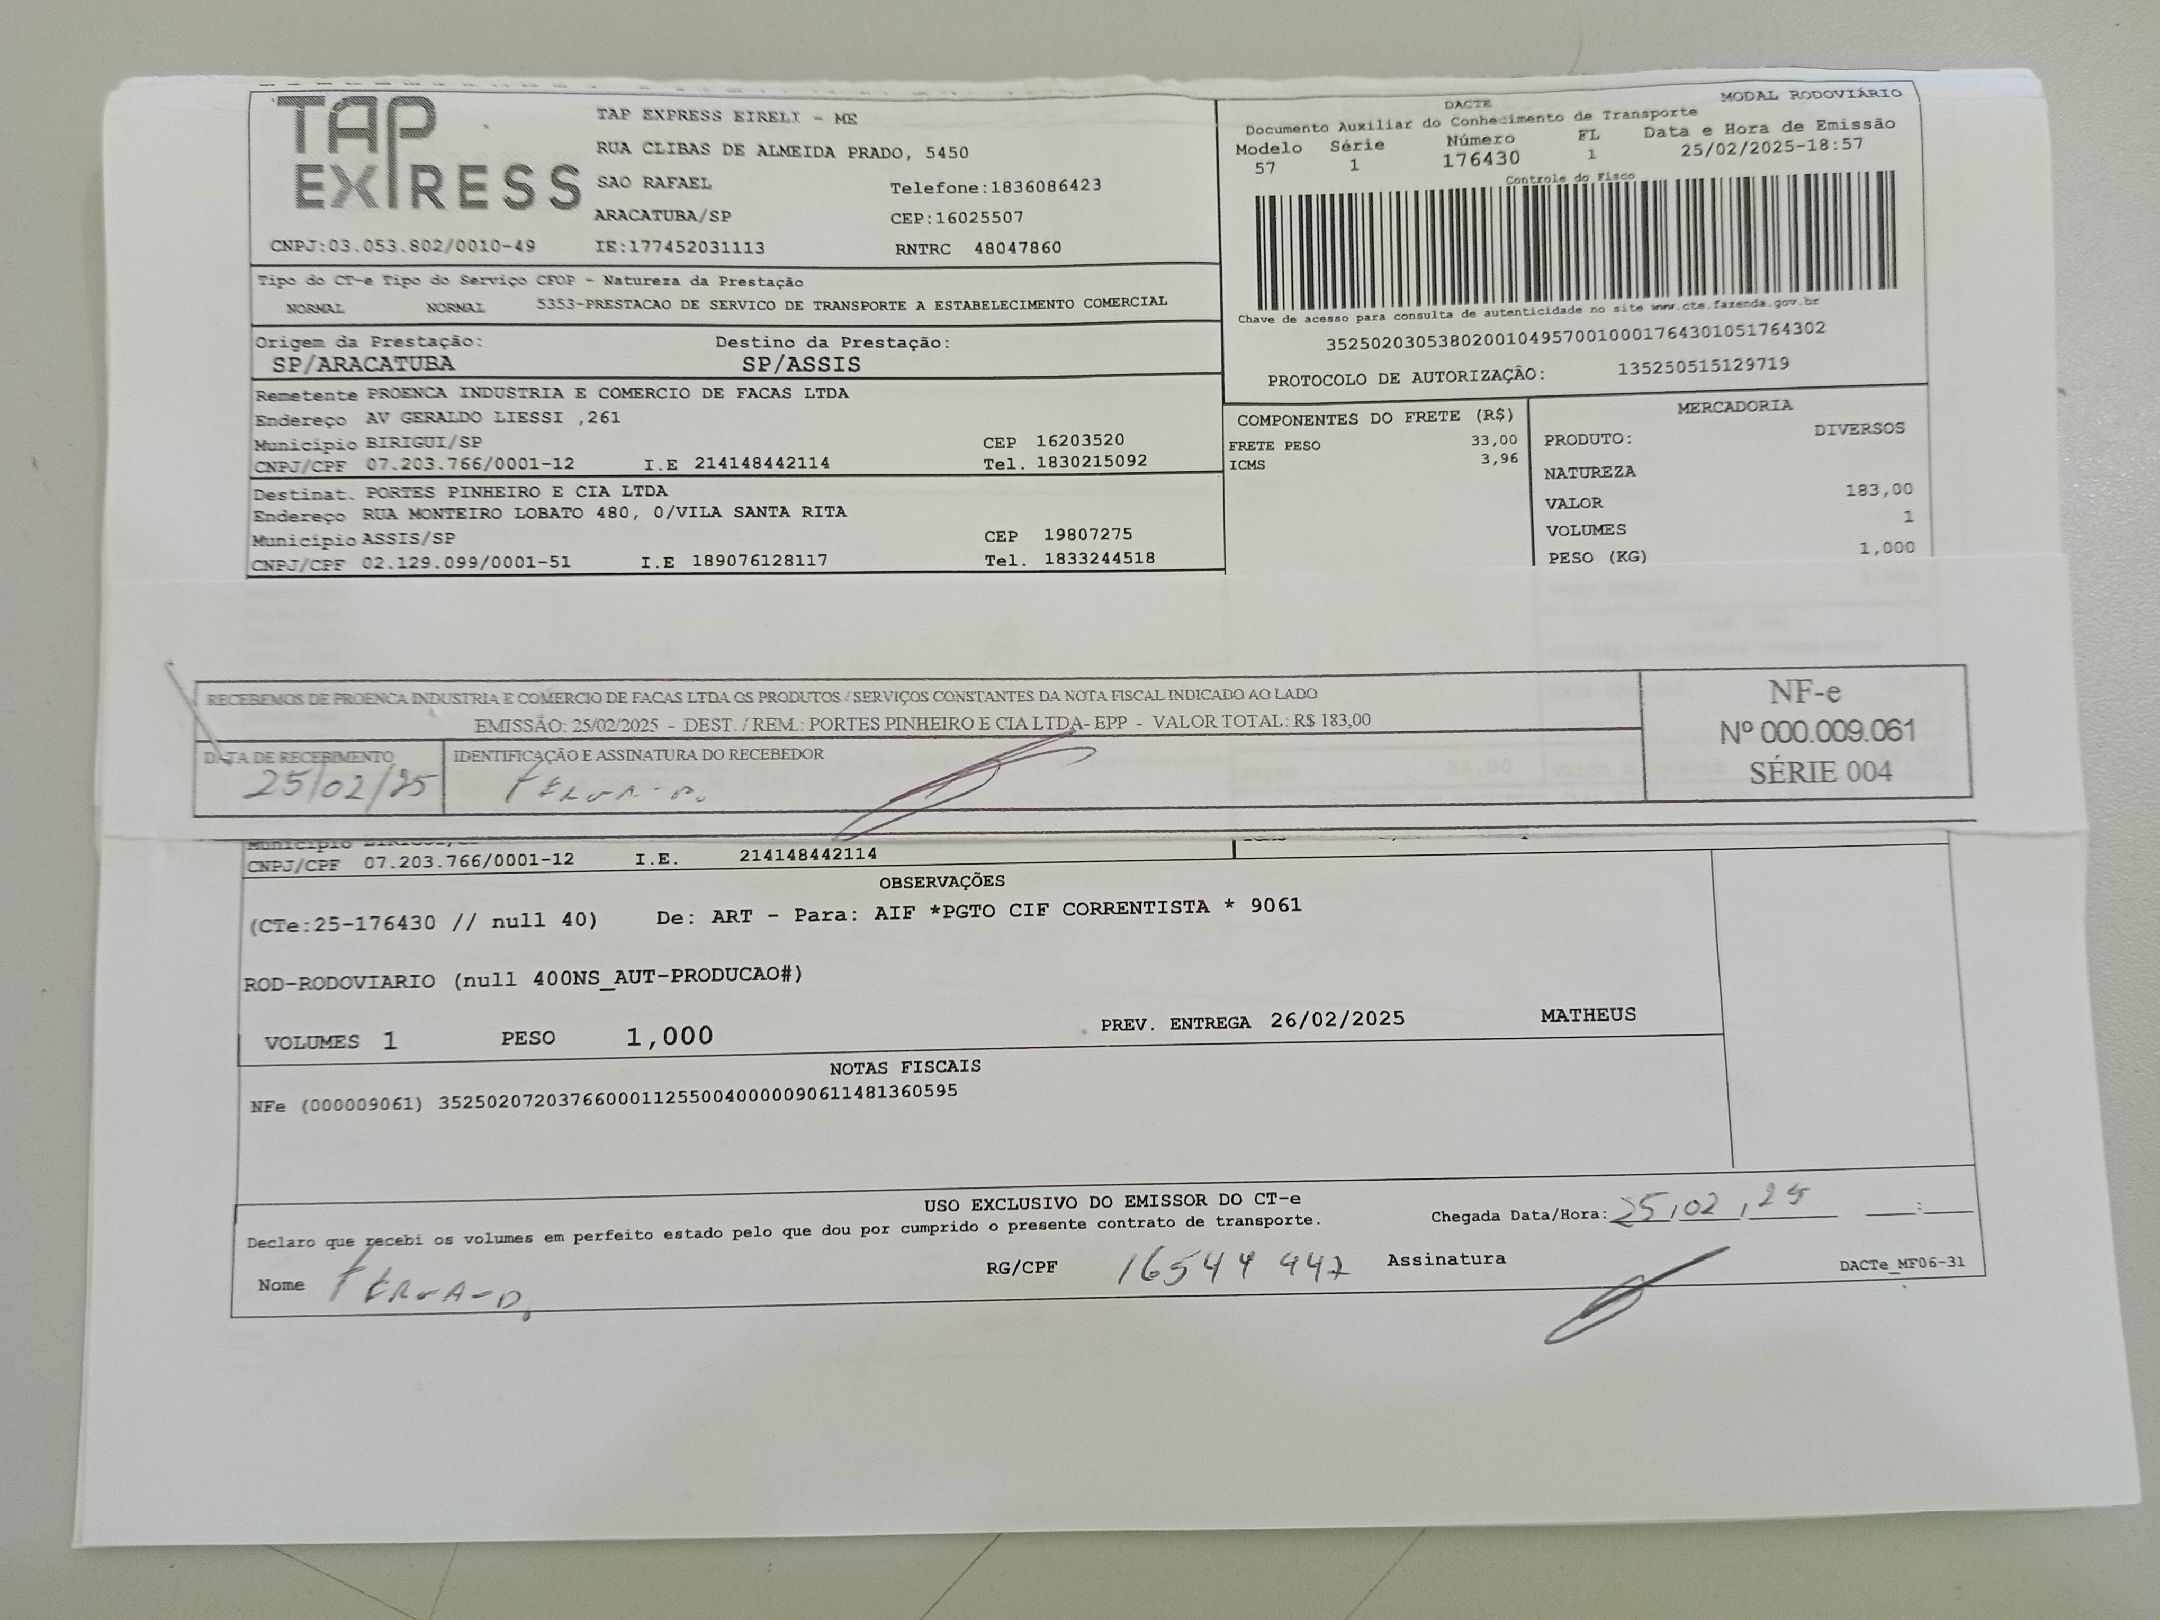 TAP EXPRESS
TAP EXPRESS EIRELI - ME
RUA CLIBAS DE ALMEIDA PRADO, 5450
SAO RAFAEL Telefone:1836086423
ARACATUBA/SP CEP:16025507
CNPJ:03.053.802/0010-49 IE:177452031113 RNTRC 48047860
DACTE MODAL RODOVIÁRIO
Documento Auxiliar do Conhecimento de Transporte
Modelo Série Número FL Data e Hora de Emissão
57 1 176430 1 25/02/2025-18:57
Controle do Fisco
Chave de acesso para consulta de autenticidade no site www.cte.fazenda.gov.br
35250203053802001049570010001764301051764302
PROTOCOLO DE AUTORIZAÇÃO: 135250515129719
Tipo do CT-e Tipo do Serviço CFOP - Natureza da Prestação
NORMAL NORMAL 5353-PRESTACAO DE SERVICO DE TRANSPORTE A ESTABELECIMENTO COMERCIAL
Origem da Prestação: Destino da Prestação:
SP/ARACATUBA SP/ASSIS
Remetente PROENCA INDUSTRIA E COMERCIO DE FACAS LTDA
Endereço AV GERALDO LIESSI ,261
Município BIRIGUI/SP CEP 16203520
CNPJ/CPF 07.203.766/0001-12 I.E 214148442114 Tel. 1830215092
Destinat. PORTES PINHEIRO E CIA LTDA
Endereço RUA MONTEIRO LOBATO 480, 0/VILA SANTA RITA
Município ASSIS/SP CEP 19807275
CNPJ/CPF 02.129.099/0001-51 I.E 189076128117 Tel. 1833244518
COMPONENTES DO FRETE (R$)
FRETE PESO 33,00
ICMS 3,96
MERCADORIA
PRODUTO: DIVERSOS
NATUREZA
VALOR 183,00
VOLUMES 1
PESO (KG) 1,000
RECEBEMOS DE PROENCA INDUSTRIA E COMERCIO DE FACAS LTDA OS PRODUTOS / SERVIÇOS CONSTANTES DA NOTA FISCAL INDICADO AO LADO
EMISSÃO: 25/02/2025 - DEST. / REM.: PORTES PINHEIRO E CIA LTDA- EPP - VALOR TOTAL: R$ 183,00
DATA DE RECEBIMENTO IDENTIFICAÇÃO E ASSINATURA DO RECEBEDOR
25/02/25
NF-e
Nº 000.009.061
SÉRIE 004
Município BIRIGUI/SP
CNPJ/CPF 07.203.766/0001-12 I.E. 214148442114
OBSERVAÇÕES
(CTe:25-176430 // null 40) De: ART - Para: AIF *PGTO CIF CORRENTISTA * 9061
ROD-RODOVIARIO (null 400NS_AUT-PRODUCAO#)
VOLUMES 1 PESO 1,000 PREV. ENTREGA 26/02/2025 MATHEUS
NOTAS FISCAIS
NFe (000009061) 35250207203766000112550040000090611481360595
USO EXCLUSIVO DO EMISSOR DO CT-e
Declaro que recebi os volumes em perfeito estado pelo que dou por cumprido o presente contrato de transporte. Chegada Data/Hora: 25,02,25 :
Nome RG/CPF 16544 447 Assinatura DACTe_MF06-31